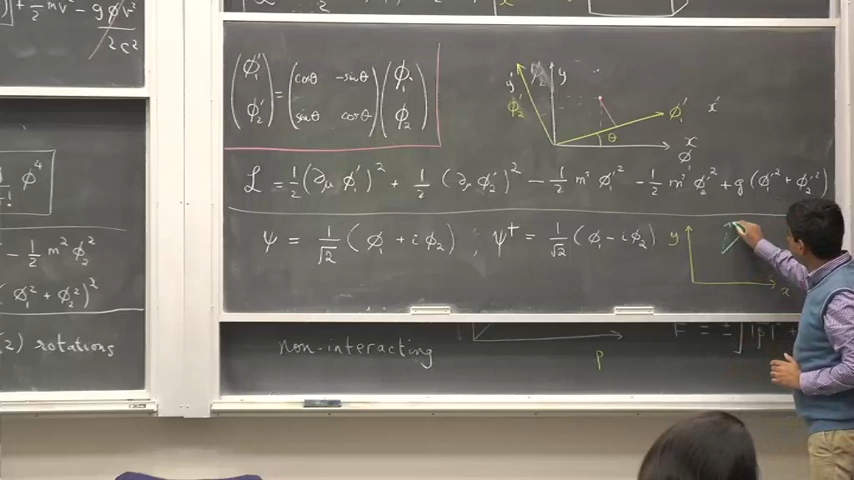 ] + ½ mv² − gφv²
2c²
φ⁴
− ½ m² φ₂²
(φ₁² + φ₂²)²
2) rotations
(φ₁′ φ₂′) = (cosθ −sinθ sinθ cosθ) (φ₁ φ₂)
y′ y
φ₂′ φ₁′ x′
θ x
φ
ℒ = ½ (∂μ φ₁′)² + ½ (∂μ φ₂′)² − ½ m² φ₁′² − ½ m² φ₂′² + g (φ₁′² + φ₂′²)
ψ = 1/√2 (φ₁ + i φ₂) , ψ† = 1/√2 (φ₁ − i φ₂)
y
x
non-interacting
p
F = ±